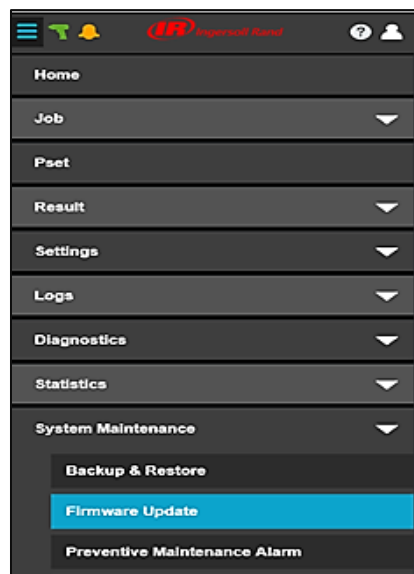 IR Ingersoll Rand ?
Home
Job
Pset
Result
Settings
Logs
Diagnostics
Statistics
System Maintenance
Backup & Restore
Firmware Update
Preventive Maintenance Alarm